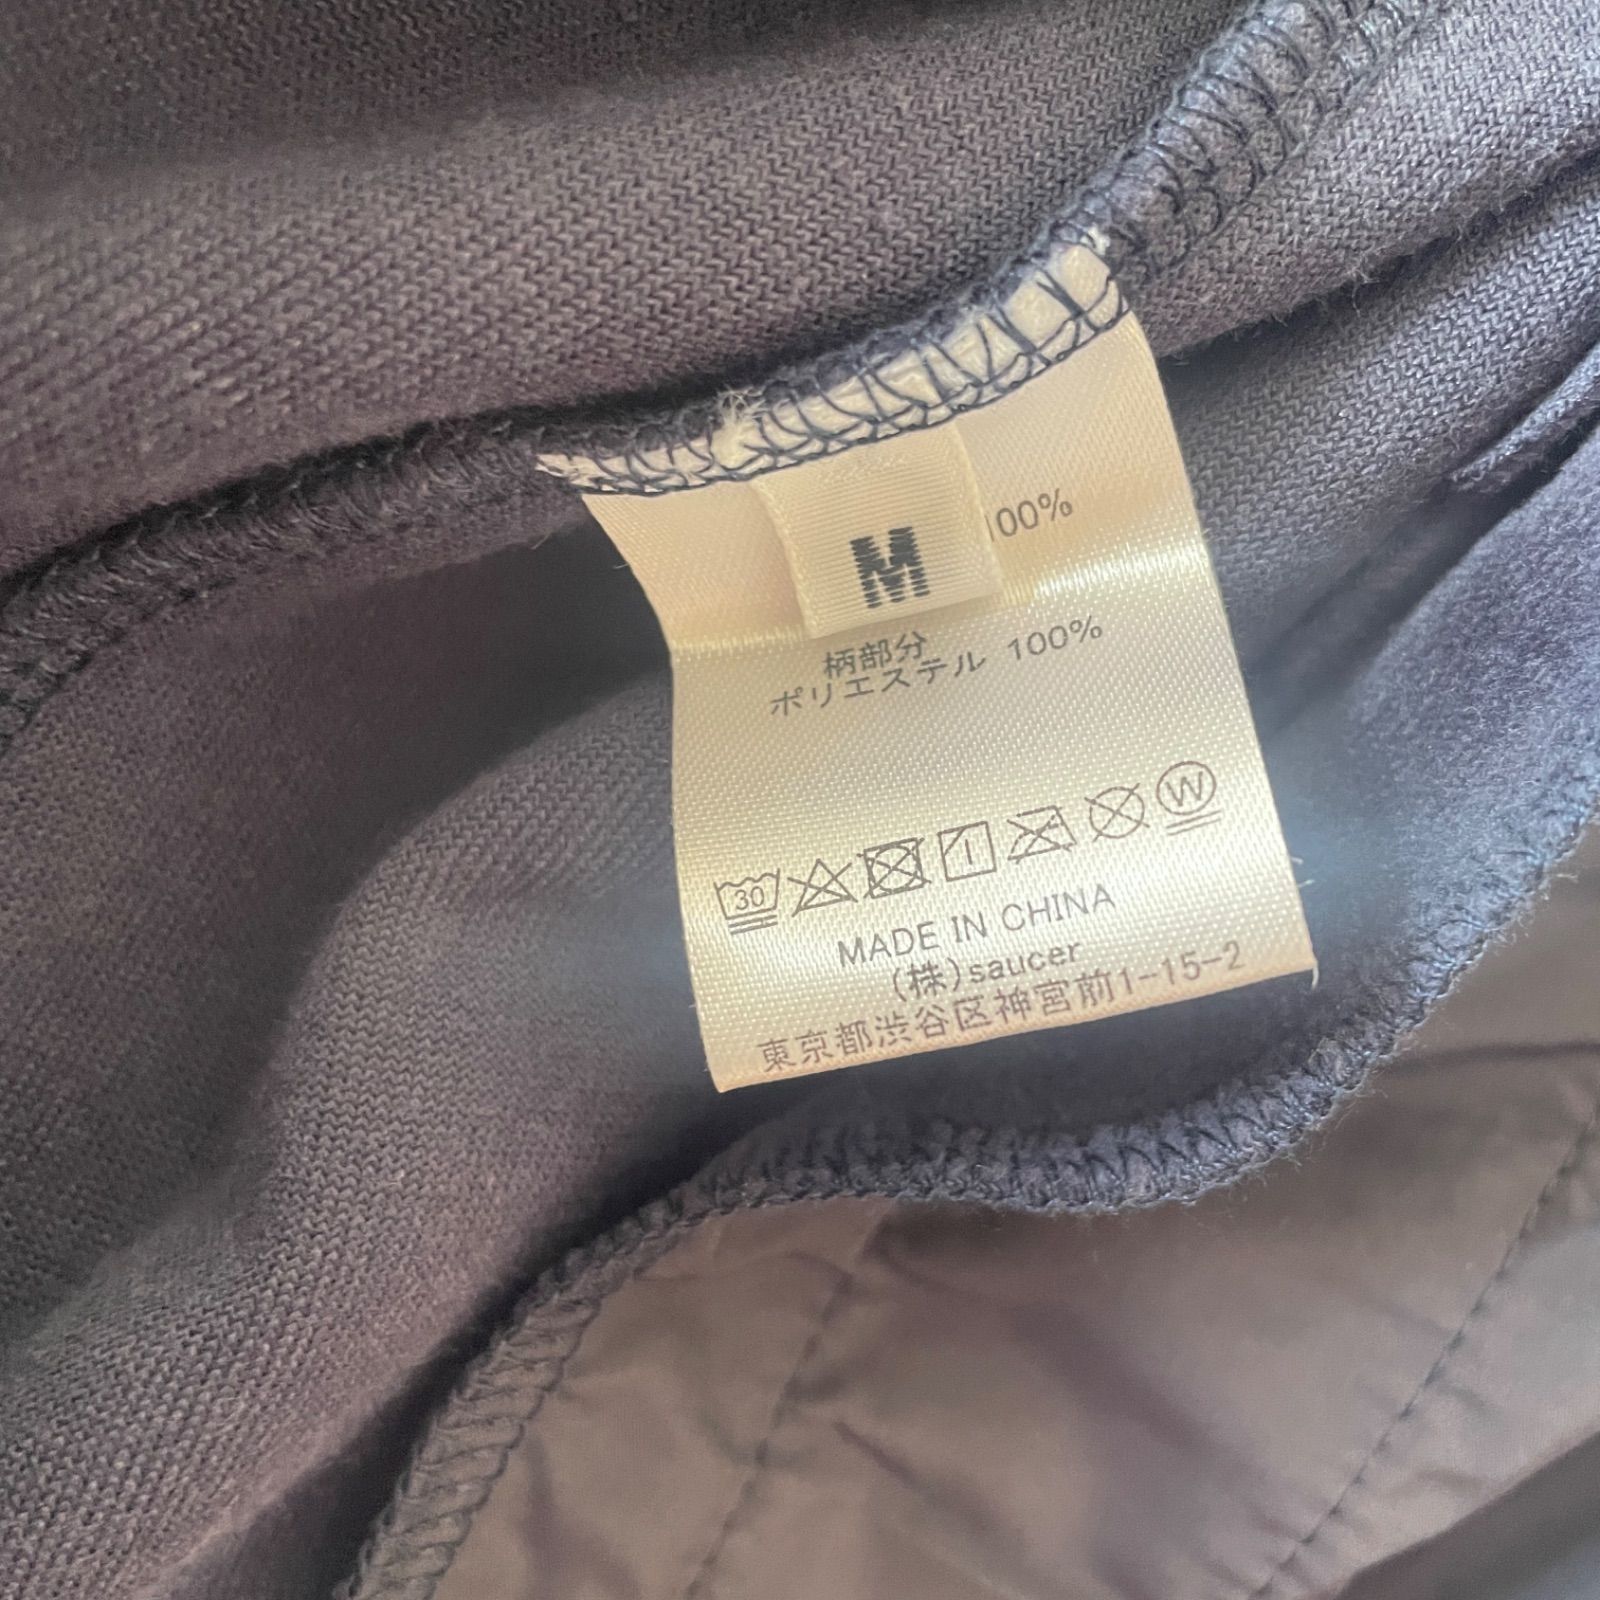 M
100%
柄部分
ポリエステル 100%
30
W
MADE IN CHINA
(株)saucer
東京都渋谷区神宮前1-15-2